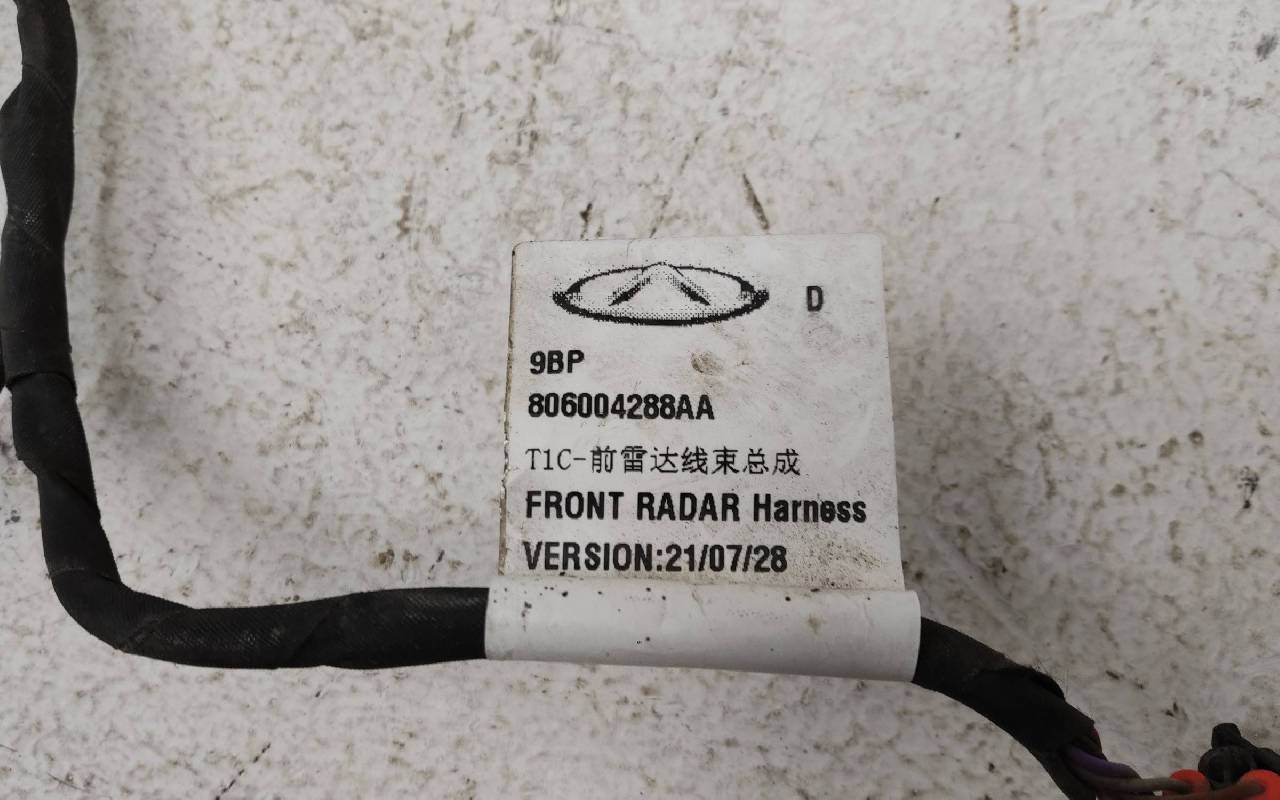 D
9BP
806004288AA
T1C-前雷达线束总成
FRONT RADAR Harness
VERSION:21/07/28